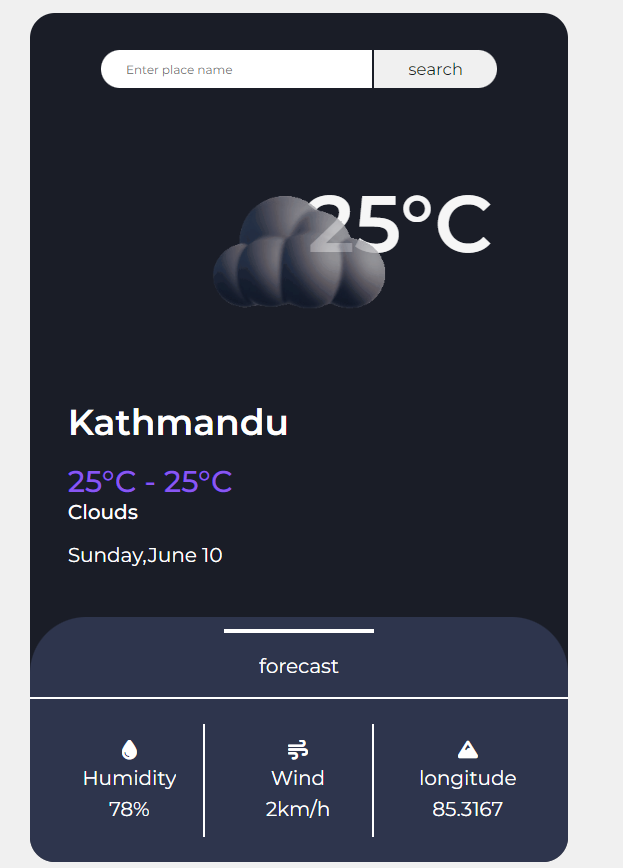 Enter place name
search
25°C
Kathmandu
25°C - 25°C
Clouds
Sunday,June 10
forecast
Humidity Wind longitude
78% 2km/h 85.3167